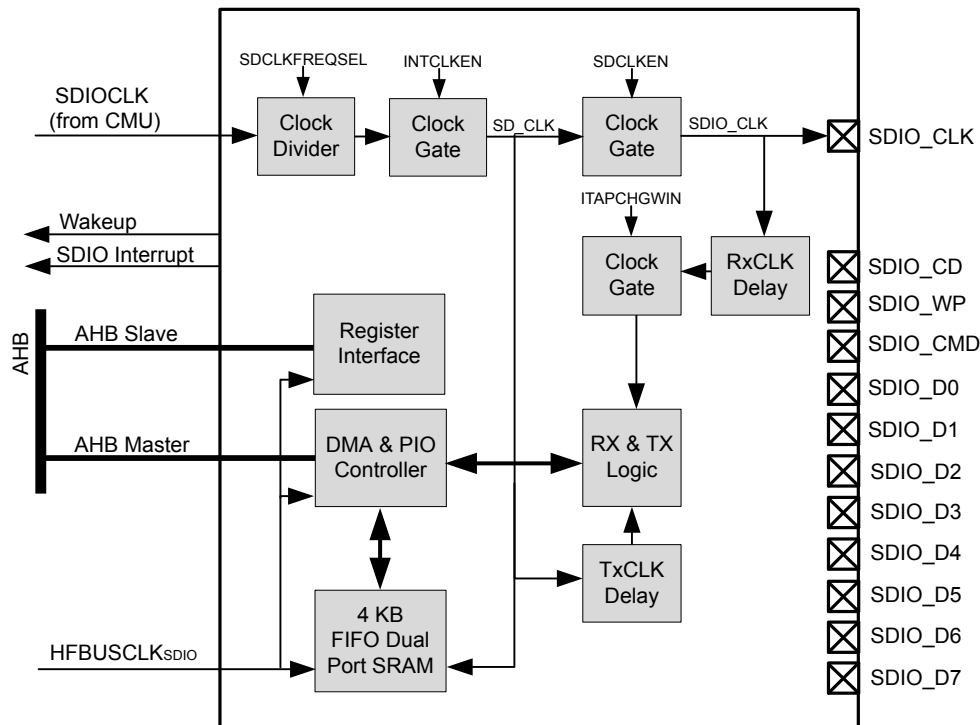 SDCLKFREQSEL
INTCLKEN
SDCLKEN
SDIOCLK
(from CMU)
Clock
Divider
Clock
Gate
SD_CLK
Clock
Gate
SDIO_CLK
SDIO_CLK
ITAPCHGWIN
Wakeup
SDIO Interrupt
Clock
Gate
RxCLK
Delay
SDIO_CD
SDIO_WP
AHB
AHB Slave
Register
Interface
SDIO_CMD
SDIO_D0
AHB Master
DMA & PIO
Controller
RX & TX
Logic
SDIO_D1
SDIO_D2
SDIO_D3
SDIO_D4
TxCLK
Delay
SDIO_D5
4 KB
FIFO Dual
Port SRAM
SDIO_D6
HFBUSCLKSDIO
SDIO_D7